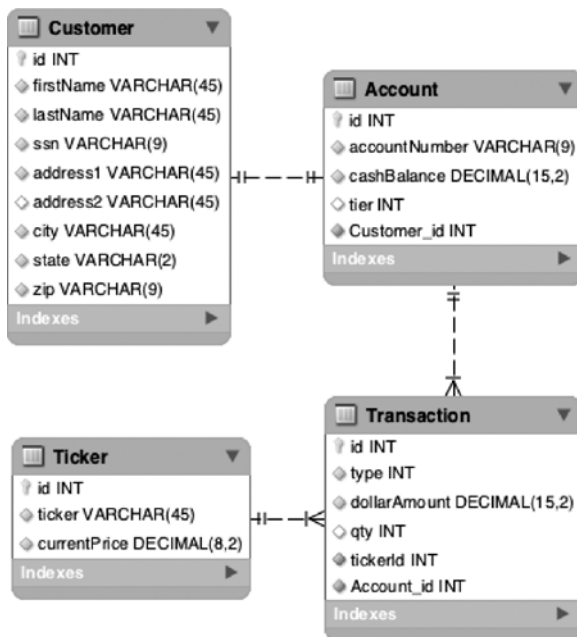 Customer
id INT
firstName VARCHAR(45)
lastName VARCHAR(45)
ssn VARCHAR(9)
address1 VARCHAR(45)
address2 VARCHAR(45)
city VARCHAR(45)
state VARCHAR(2)
zip VARCHAR(9)
Indexes
Account
id INT
accountNumber VARCHAR(9)
cashBalance DECIMAL(15,2)
tier INT
Customer_id INT
Indexes
Ticker
id INT
ticker VARCHAR(45)
currentPrice DECIMAL(8,2)
Indexes
Transaction
id INT
type INT
dollarAmount DECIMAL(15,2)
qty INT
tickerId INT
Account_id INT
Indexes